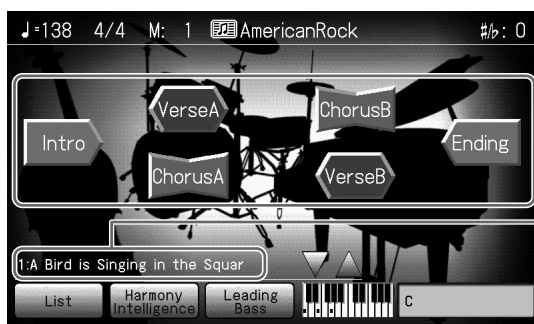 ♩=138 4/4 M: 1 AmericanRock ♯/♭: 0
VerseA ChorusB
Intro Ending
ChorusA VerseB
1:A Bird is Singing in the Squar
List Harmony Intelligence Leading Bass C